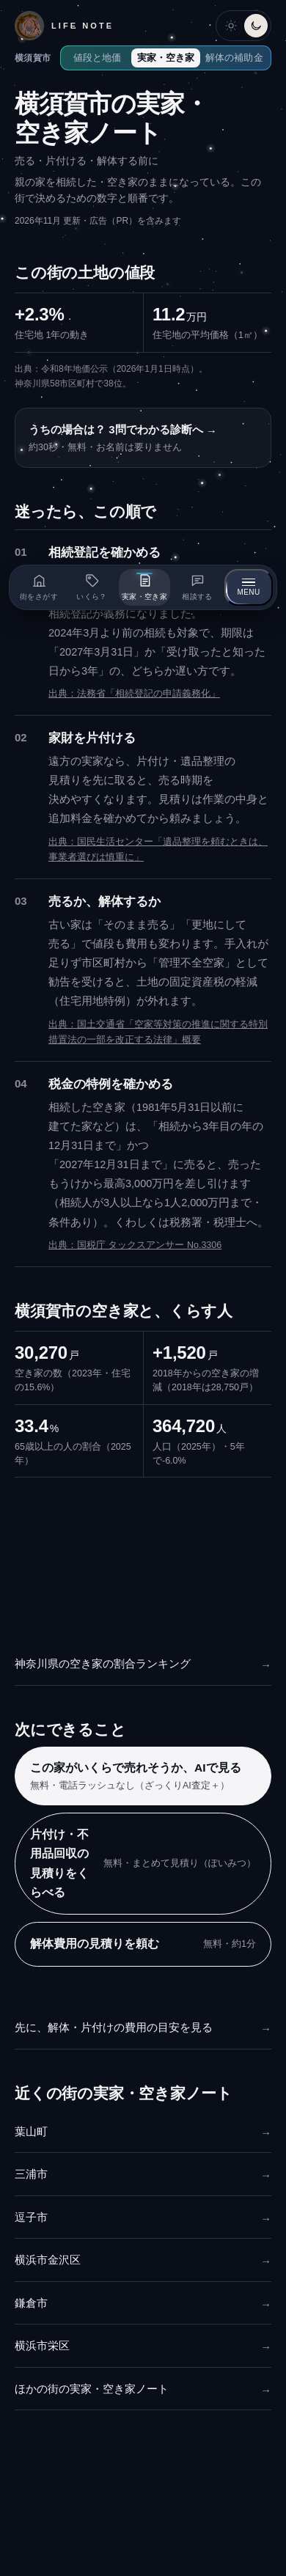 LIFE NOTE
横須賀市
値段と地価
実家・空き家
解体の補助金
横須賀市の実家・
空き家ノート
売る・片付ける・解体する前に
親の家を相続した・空き家のままになっている。この
街で決めるための数字と順番です。
2026年11月 更新・広告（PR）を含みます
この街の土地の値段
+2.3%
住宅地 1年の動き
11.2万円
住宅地の平均価格（1㎡）
出典：令和8年地価公示（2026年1月1日時点）。
神奈川県58市区町村で38位。
うちの場合は？ 3問でわかる診断へ →
約30秒・無料・お名前は要りません
迷ったら、この順で
01
相続登記を確かめる
街をさがす
いくら？
実家・空き家
相談する
MENU
相続登記が義務になりました。
2024年3月より前の相続も対象で、期限は
「2027年3月31日」か「受け取ったと知った
日から3年」の、どちらか遅い方です。
出典：法務省「相続登記の申請義務化」
02
家財を片付ける
遠方の実家なら、片付け・遺品整理の
見積りを先に取ると、売る時期を
決めやすくなります。見積りは作業の中身と
追加料金を確かめてから頼みましょう。
出典：国民生活センター「遺品整理を頼むときは、
事業者選びは慎重に」
03
売るか、解体するか
古い家は「そのまま売る」「更地にして
売る」で値段も費用も変わります。手入れが
足りず市区町村から「管理不全空家」として
勧告を受けると、土地の固定資産税の軽減
（住宅用地特例）が外れます。
出典：国土交通省「空家等対策の推進に関する特別
措置法の一部を改正する法律」概要
04
税金の特例を確かめる
相続した空き家（1981年5月31日以前に
建てた家など）は、「相続から3年目の年の
12月31日まで」かつ
「2027年12月31日まで」に売ると、売った
もうけから最高3,000万円を差し引けます
（相続人が3人以上なら1人2,000万円まで・
条件あり）。くわしくは税務署・税理士へ。
出典：国税庁 タックスアンサー No.3306
横須賀市の空き家と、くらす人
30,270戸
空き家の数（2023年・住宅
の15.6%）
+1,520戸
2018年からの空き家の増
減（2018年は28,750戸）
33.4%
65歳以上の人の割合（2025
年）
364,720人
人口（2025年）・5年
で-6.0%
神奈川県の空き家の割合ランキング →
次にできること
この家がいくらで売れそうか、AIで見る
無料・電話ラッシュなし（ざっくりAI査定＋）
片付け・不
用品回収の
見積りをく
らべる
無料・まとめて見積り（ぽいみつ）
解体費用の見積りを頼む
無料・約1分
先に、解体・片付けの費用の目安を見る →
近くの街の実家・空き家ノート
葉山町 →
三浦市 →
逗子市 →
横浜市金沢区 →
鎌倉市 →
横浜市栄区 →
ほかの街の実家・空き家ノート →